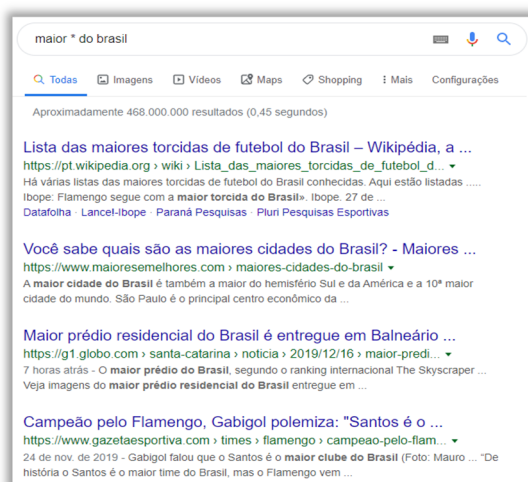 maior * do brasil
Todas Imagens Vídeos Maps Shopping Mais Configurações
Aproximadamente 468.000.000 resultados (0,45 segundos)
Lista das maiores torcidas de futebol do Brasil – Wikipédia, a ...
https://pt.wikipedia.org › wiki › Lista_das_maiores_torcidas_de_futebol_d...
Há várias listas das maiores torcidas de futebol do Brasil conhecidas. Aqui estão listadas .....
Ibope: Flamengo segue com a maior torcida do Brasil». Ibope. 27 de ...
Datafolha · Lancel-Ibope · Paraná Pesquisas · Pluri Pesquisas Esportivas
Você sabe quais são as maiores cidades do Brasil? - Maiores ...
https://www.maioresemelhores.com › maiores-cidades-do-brasil
A maior cidade do Brasil é também a maior do hemisfério Sul e da América e a 10ª maior
cidade do mundo. São Paulo é o principal centro econômico da ...
Maior prédio residencial do Brasil é entregue em Balneário ...
https://g1.globo.com › santa-catarina › noticia › 2019/12/16 › maior-predi...
7 horas atrás - O maior prédio do Brasil, segundo o ranking internacional The Skyscraper ...
Veja imagens do maior prédio residencial do Brasil entregue em ...
Campeão pelo Flamengo, Gabigol polemiza: "Santos é o ...
https://www.gazetaesportiva.com › times › flamengo › campeao-pelo-flam...
24 de nov. de 2019 - Gabigol falou que o Santos é o maior clube do Brasil (Foto: Mauro ... “De
história o Santos é o maior time do Brasil, mas o Flamengo vem ...